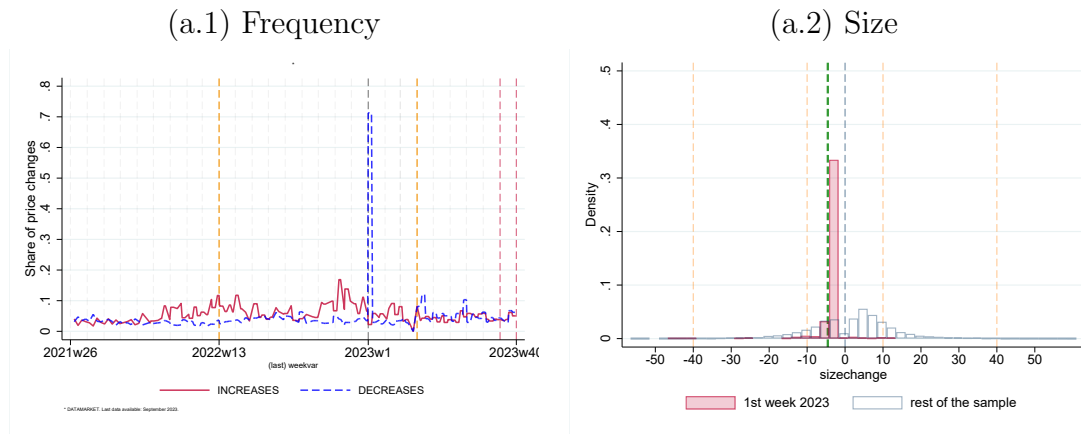 (a.1) Frequency
Share of price changes
.8
.7
.6
.5
.4
.3
.2
.1
0
2021w26 2022w13 2023w1 2023w40
(last) weekvar
INCREASES DECREASES
* DATAMARKET. Last data available: September 2023.
(a.2) Size
Density
.5
.4
.3
.2
.1
0
-50 -40 -30 -20 -10 0 10 20 30 40 50
sizechange
1st week 2023 rest of the sample